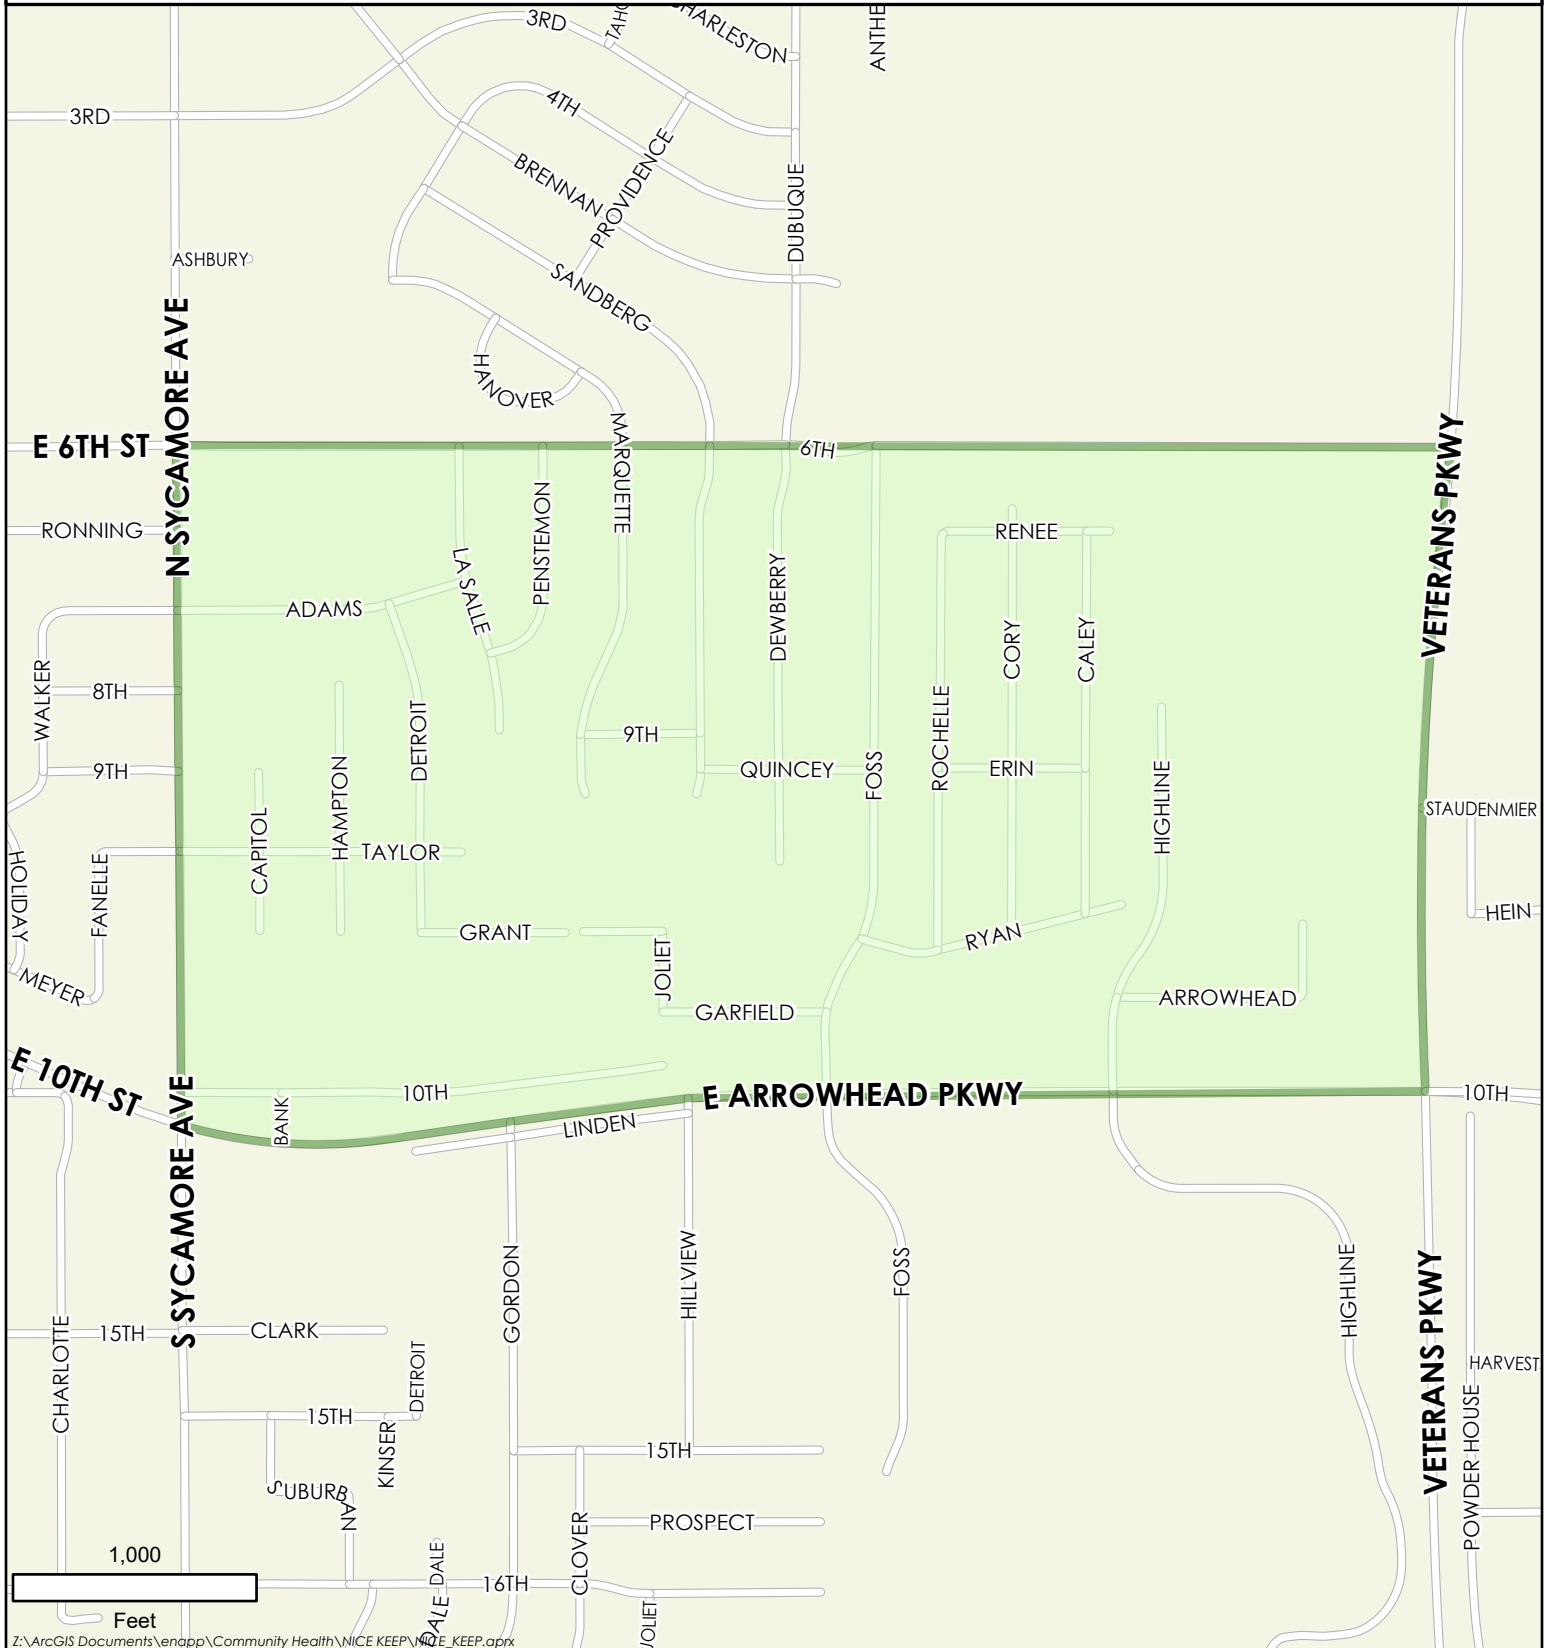 3RD
TAHO
CHARLESTON
ANTHE
3RD
4TH
BRENNAN
PROVIDENCE
DUBUQUE
ASHBURY
SANDBERG
HANOVER
N SYCAMORE AVE
MARQUETTE
E 6TH ST
6TH
VETERANS PKWY
RONNING
LA SALLE
PENSTEMON
RENEE
ADAMS
DEWBERRY
CORY
CALEY
WALKER
8TH
DETROIT
9TH
ROCHELLE
9TH
HAMPTON
QUINCEY
FOSS
ERIN
HIGHLINE
CAPITOL
STAUDENMIER
HOLIDAY
FANELLE
TAYLOR
HEIN
GRANT
JOLIET
RYAN
MEYER
GARFIELD
ARROWHEAD
E 10TH ST
10TH
E ARROWHEAD PKWY
10TH
BANK
LINDEN
S SYCAMORE AVE
GORDON
HILLVIEW
FOSS
HIGHLINE
VETERANS PKWY
CHARLOTTE
15TH
CLARK
DETROIT
HARVEST
15TH
KINSER
15TH
POWDER HOUSE
SUBURBAN
PROSPECT
CLOVER
DALE
16TH
DALE
JOLIET
1,000
Feet
Z:\ArcGIS Documents\enapp\Community Health\NICE KEEP\NICE_KEEP.aprx